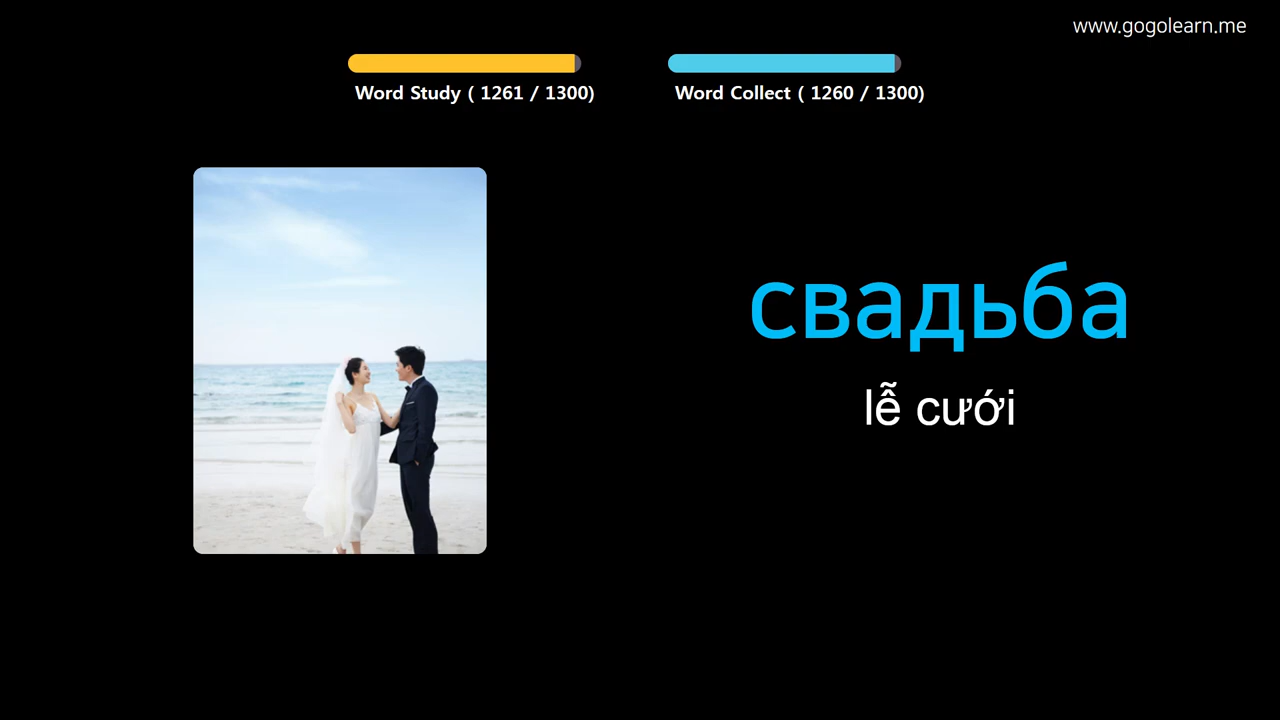 www.gogolearn.me
Word Study ( 1261 / 1300)
Word Collect ( 1260 / 1300)
свадьба
lễ cưới